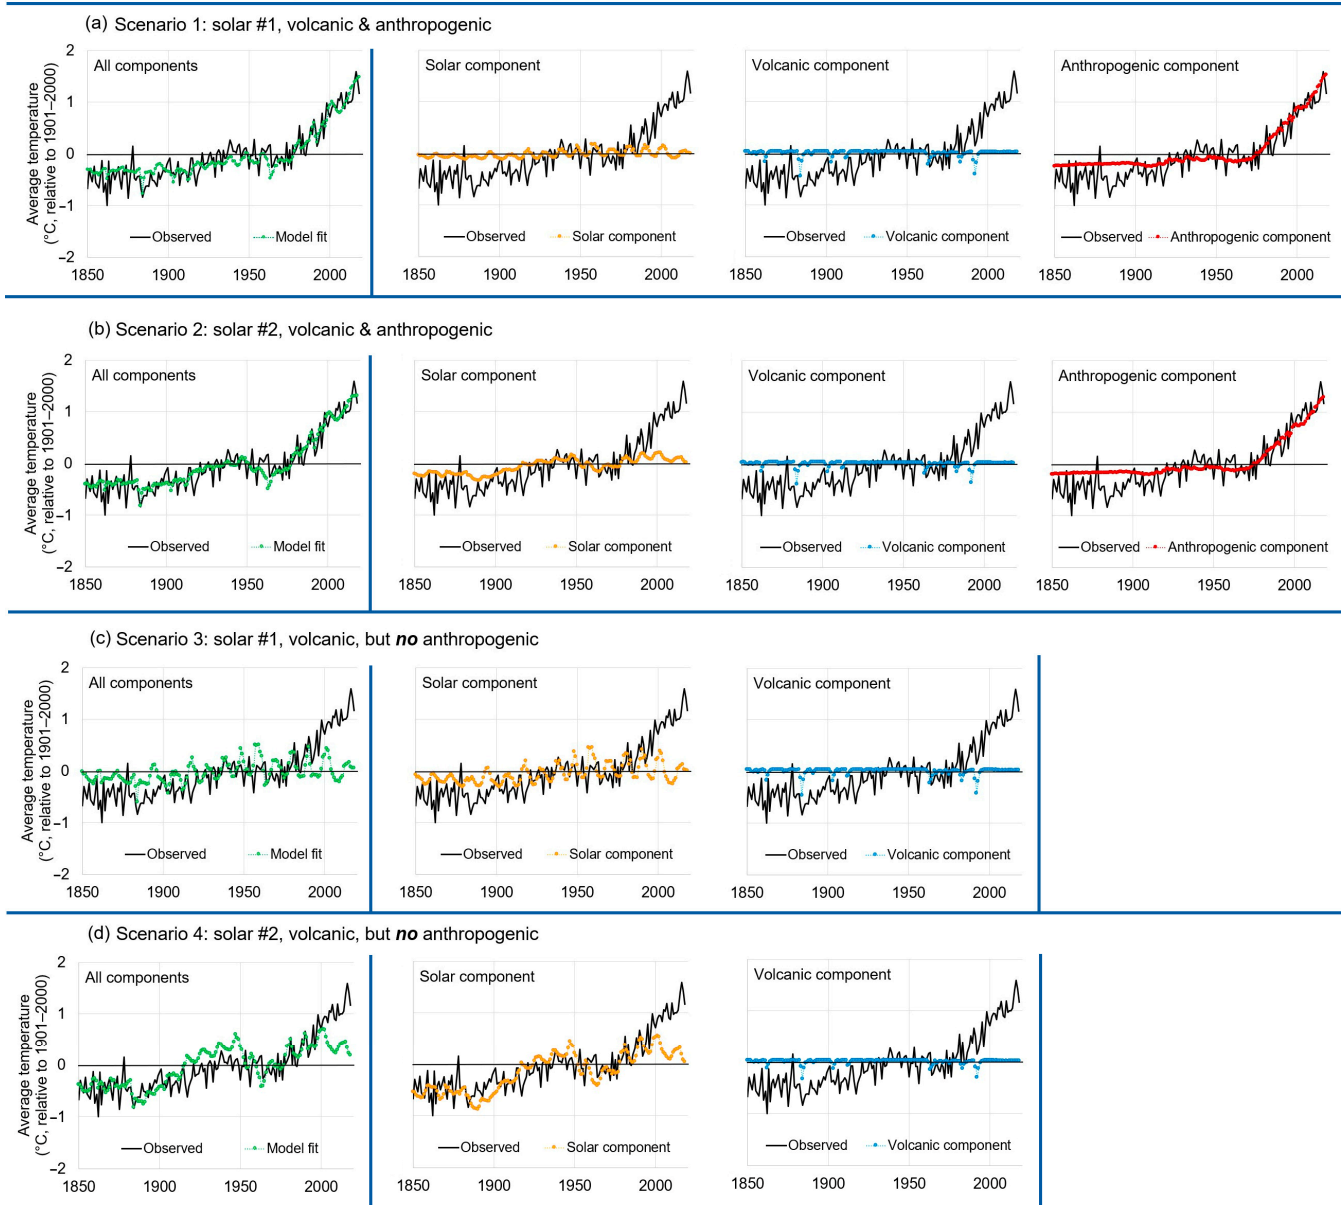 (a) Scenario 1: solar #1, volcanic & anthropogenic
Average temperature
(°C, relative to 1901–2000)
2
1
0
−1
−2
All components
Observed
Model fit
1850
1900
1950
2000
Solar component
Observed
Solar component
1850
1900
1950
2000
Volcanic component
Observed
Volcanic component
1850
1900
1950
2000
Anthropogenic component
Observed
Anthropogenic component
1850
1900
1950
2000
(b) Scenario 2: solar #2, volcanic & anthropogenic
Average temperature
(°C, relative to 1901–2000)
2
1
0
−1
−2
All components
Observed
Model fit
1850
1900
1950
2000
Solar component
Observed
Solar component
1850
1900
1950
2000
Volcanic component
Observed
Volcanic component
1850
1900
1950
2000
Anthropogenic component
Observed
Anthropogenic component
1850
1900
1950
2000
(c) Scenario 3: solar #1, volcanic, but no anthropogenic
Average temperature
(°C, relative to 1901–2000)
2
1
0
−1
−2
All components
Observed
Model fit
1850
1900
1950
2000
Solar component
Observed
Solar component
1850
1900
1950
2000
Volcanic component
Observed
Volcanic component
1850
1900
1950
2000
(d) Scenario 4: solar #2, volcanic, but no anthropogenic
Average temperature
(°C, relative to 1901–2000)
2
1
0
−1
−2
All components
Observed
Model fit
1850
1900
1950
2000
Solar component
Observed
Solar component
1850
1900
1950
2000
Volcanic component
Observed
Volcanic component
1850
1900
1950
2000